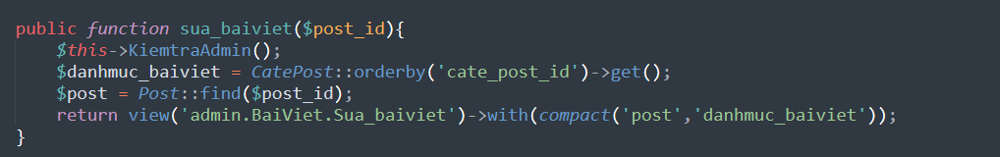 public function sua_baiviet($post_id){
    $this->KiemtraAdmin();
    $danhmuc_baiviet = CatePost::orderby('cate_post_id')->get();
    $post = Post::find($post_id);
    return view('admin.BaiViet.Sua_baiviet')->with(compact('post','danhmuc_baiviet'));
}